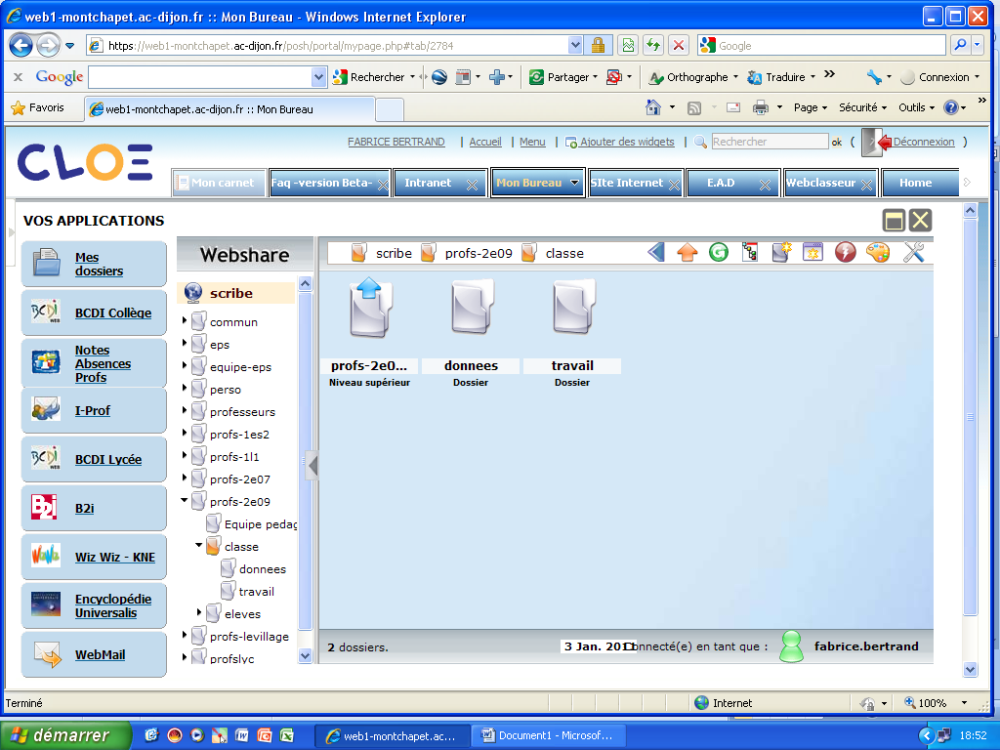 web1-montchapet.ac-dijon.fr :: Mon Bureau - Windows Internet Explorer
https://web1-montchapet.ac-dijon.fr/posh/portal/mypage.php#tab/2784
Google
x Google Rechercher Partager Orthographe Traduire » Connexion
Favoris web1-montchapet.ac-dijon.fr :: Mon Bureau Page Sécurité Outils »
CLOE
FABRICE BERTRAND | Accueil | Menu | Ajouter des widgets | Rechercher ok ( Déconnexion )
Mon carnet Faq -version Beta- Intranet Mon Bureau SIte Internet E.A.D Webclasseur Home
VOS APPLICATIONS
Mes dossiers
BCDI Collège
Notes Absences Profs
I-Prof
BCDI Lycée
B2i
Wiz Wiz - KNE
Encyclopédie Universalis
WebMail
Webshare
scribe
commun
eps
equipe-eps
perso
professeurs
profs-1es2
profs-1l1
profs-2e07
profs-2e09
Equipe pedag
classe
donnees
travail
eleves
profs-levillage
profslyc
scribe profs-2e09 classe
profs-2e0... donnees travail
Niveau supérieur Dossier Dossier
2 dossiers. 3 Jan. 2011 onnecté(e) en tant que : fabrice.bertrand
Terminé Internet 100%
démarrer web1-montchapet.ac... Document1 - Microsof... 18:52